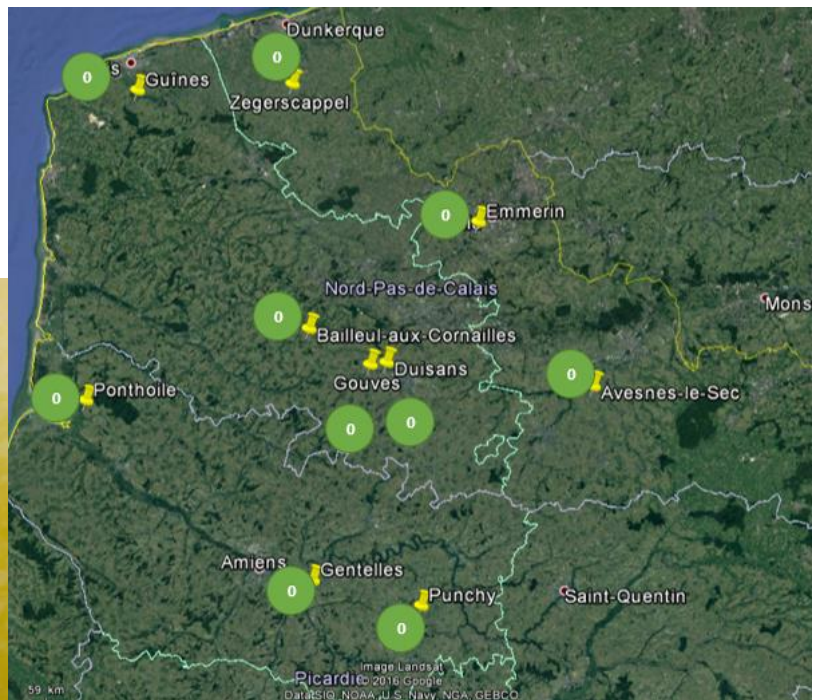 Dunkerque
0
0
s
Guînes
Zegerscappel
0
Emmerin
Nord-Pas-de-Calais
Mons
0
Bailleul-aux-Cornailles
Duisans
Gouves
0
Avesnes-le-Sec
Ponthoile
0
0
0
Amiens
Gentelles
0
Punchy
Saint-Quentin
0
Picardie
Image Landsat
© 2016 Google
59 km
Data SIO, NOAA, U.S. Navy, NGA, GEBCO